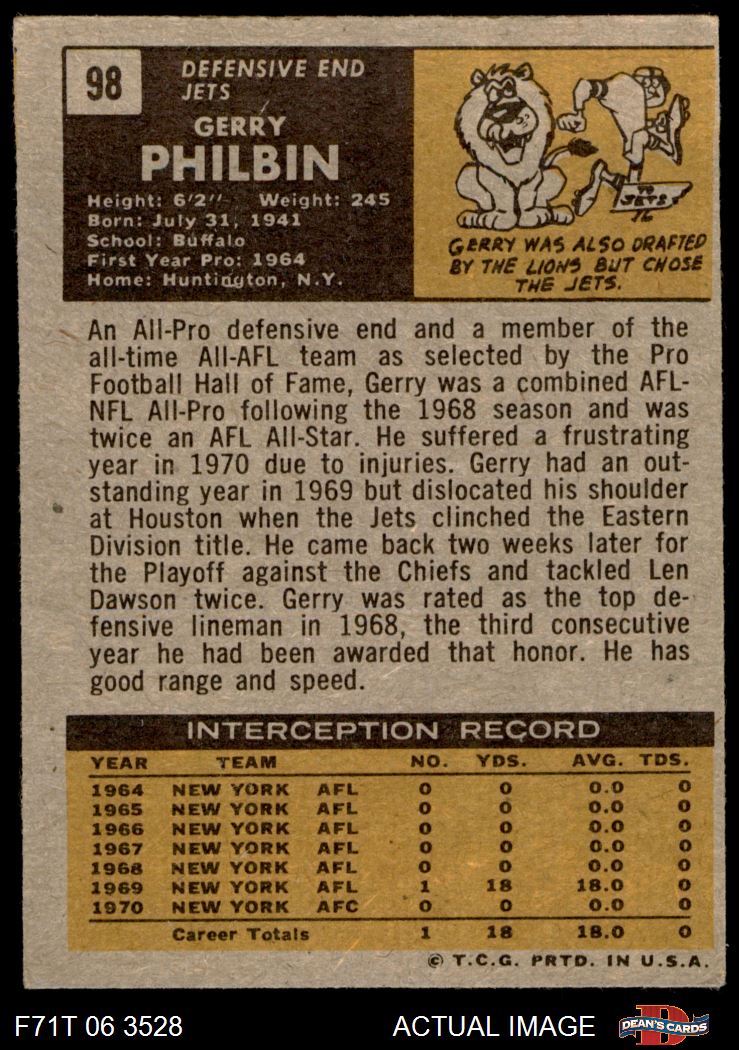 98
DEFENSIVE END
JETS
GERRY
PHILBIN
Height: 6'2" Weight: 245
Born: July 31, 1941
School: Buffalo
First Year Pro: 1964
Home: Huntington, N.Y.
TO JETS
GERRY WAS ALSO DRAFTED
BY THE LIONS BUT CHOSE
THE JETS.
An All-Pro defensive end and a member of the
all-time All-AFL team as selected by the Pro
Football Hall of Fame, Gerry was a combined AFL-
NFL All-Pro following the 1968 season and was
twice an AFL All-Star. He suffered a frustrating
year in 1970 due to injuries. Gerry had an out-
standing year in 1969 but dislocated his shoulder
at Houston when the Jets clinched the Eastern
Division title. He came back two weeks later for
the Playoff against the Chiefs and tackled Len
Dawson twice. Gerry was rated as the top de-
fensive lineman in 1968, the third consecutive
year he had been awarded that honor. He has
good range and speed.
INTERCEPTION RECORD
YEAR TEAM NO. YDS. AVG. TDS.
1964 NEW YORK AFL 0 0 0.0 0
1965 NEW YORK AFL 0 0 0.0 0
1966 NEW YORK AFL 0 0 0.0 0
1967 NEW YORK AFL 0 0 0.0 0
1968 NEW YORK AFL 0 0 0.0 0
1969 NEW YORK AFL 1 18 18.0 0
1970 NEW YORK AFC 0 0 0.0 0
Career Totals 1 18 18.0 0
© T.C.G. PRTD. IN U.S.A.
F71T 06 3528 ACTUAL IMAGE D DEAN'S CARDS